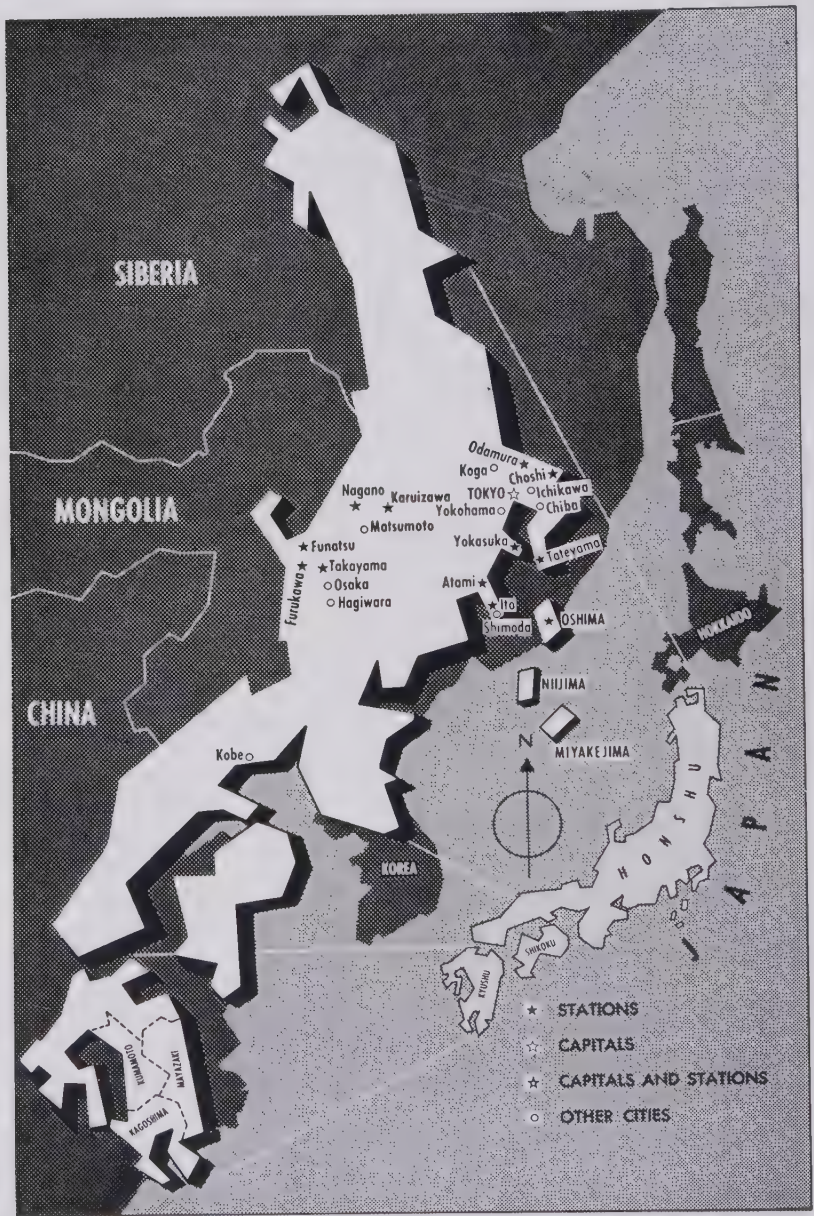 SIBERIA
MONGOLIA
CHINA
Odamura
Koga
Choshi
TOKYO
Ichikawa
Yokohama
Chiba
Nagano
Karuizawa
Matsumoto
Yokasuka
Tateyama
Funatsu
Furukawa
Takayama
Osaka
Hagiwara
Atami
Ito
Shimoda
OSHIMA
NIIJIMA
MIYAKEJIMA
HOKKAIDO
Kobe
N
KOREA
HONSHU
JAPAN
SHIKOKU
KYUSHU
KUMAMOTO
MAYAZAKI
KAGOSHIMA
STATIONS
CAPITALS
CAPITALS AND STATIONS
OTHER CITIES